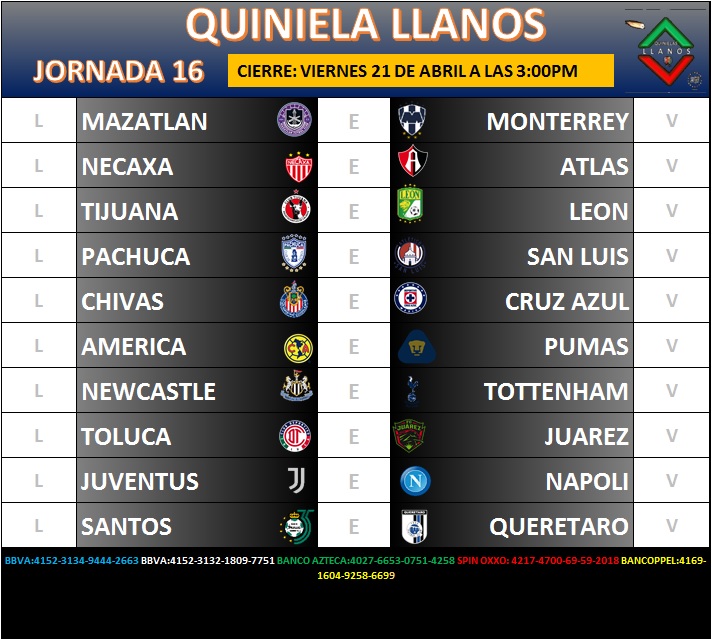 QUINIELA LLANOS
JORNADA 16
CIERRE: VIERNES 21 DE ABRIL A LAS 3:00PM
QUINIELAS
LLANOS
L MAZATLAN E MONTERREY V
L NECAXA E ATLAS V
L TIJUANA E LEON V
L PACHUCA E SAN LUIS V
L CHIVAS E CRUZ AZUL V
L AMERICA E PUMAS V
L NEWCASTLE E TOTTENHAM V
L TOLUCA E JUAREZ V
L JUVENTUS E NAPOLI V
L SANTOS E QUERETARO V
BBVA:4152-3134-9444-2663 BBVA:4152-3132-1809-7751 BANCO AZTECA:4027-6653-0751-4258 SPIN OXXO: 4217-4700-69-59-2018 BANCOPPEL:4169-
1604-9258-6699